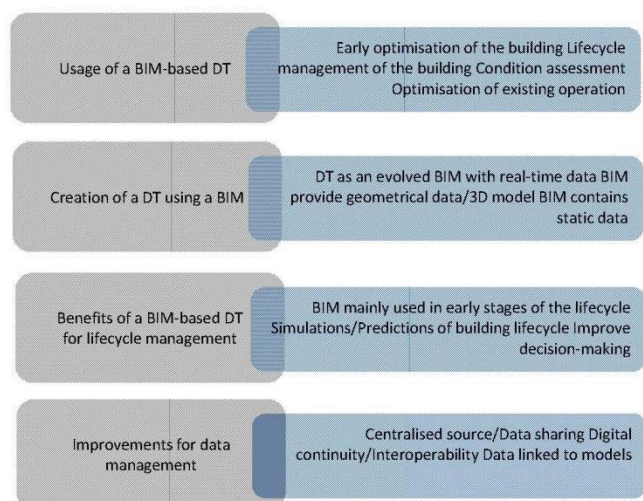 Usage of a BIM-based DT
Early optimisation of the building Lifecycle
management of the building Condition assessment
Optimisation of existing operation
Creation of a DT using a BIM
DT as an evolved BIM with real-time data BIM
provide geometrical data/3D model BIM contains
static data
Benefits of a BIM-based DT
for lifecycle management
BIM mainly used in early stages of the lifecycle
Simulations/Predictions of building lifecycle Improve
decision-making
Improvements for data
management
Centralised source/Data sharing Digital
continuity/Interoperability Data linked to models